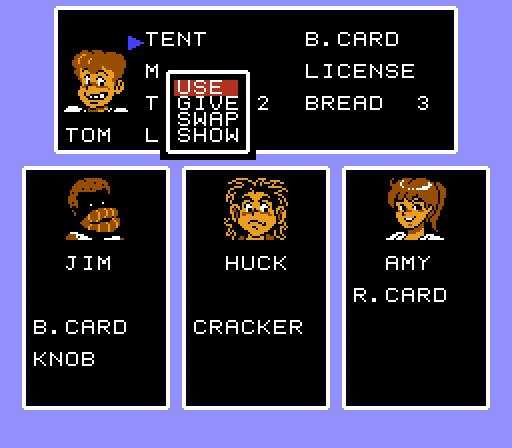 TENT B.CARD
M LICENSE
USE
T GIVE 2 BREAD 3
SWAP
TOM L SHOW
JIM HUCK AMY
R.CARD
B.CARD CRACKER
KNOB